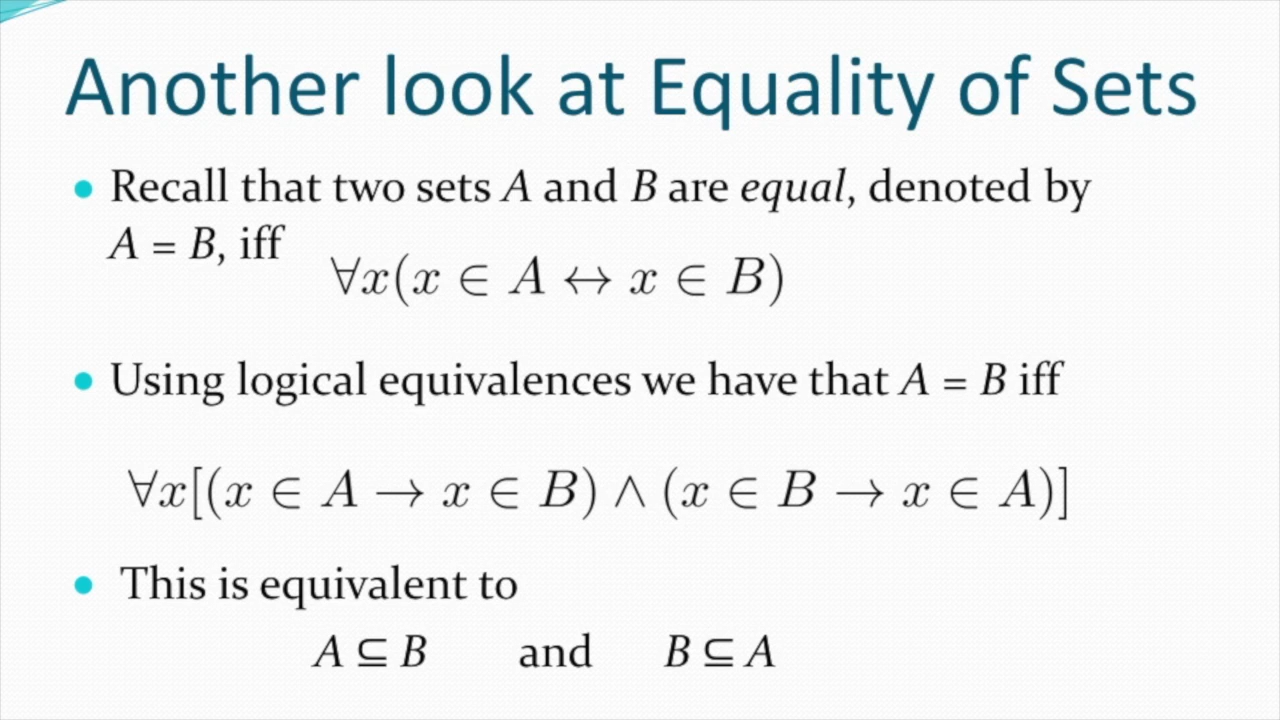 Another look at Equality of Sets
Recall that two sets A and B are equal, denoted by
A = B, iff
∀x(x ∈ A ↔ x ∈ B)
Using logical equivalences we have that A = B iff
∀x[(x ∈ A → x ∈ B) ∧ (x ∈ B → x ∈ A)]
This is equivalent to
A ⊆ B and B ⊆ A